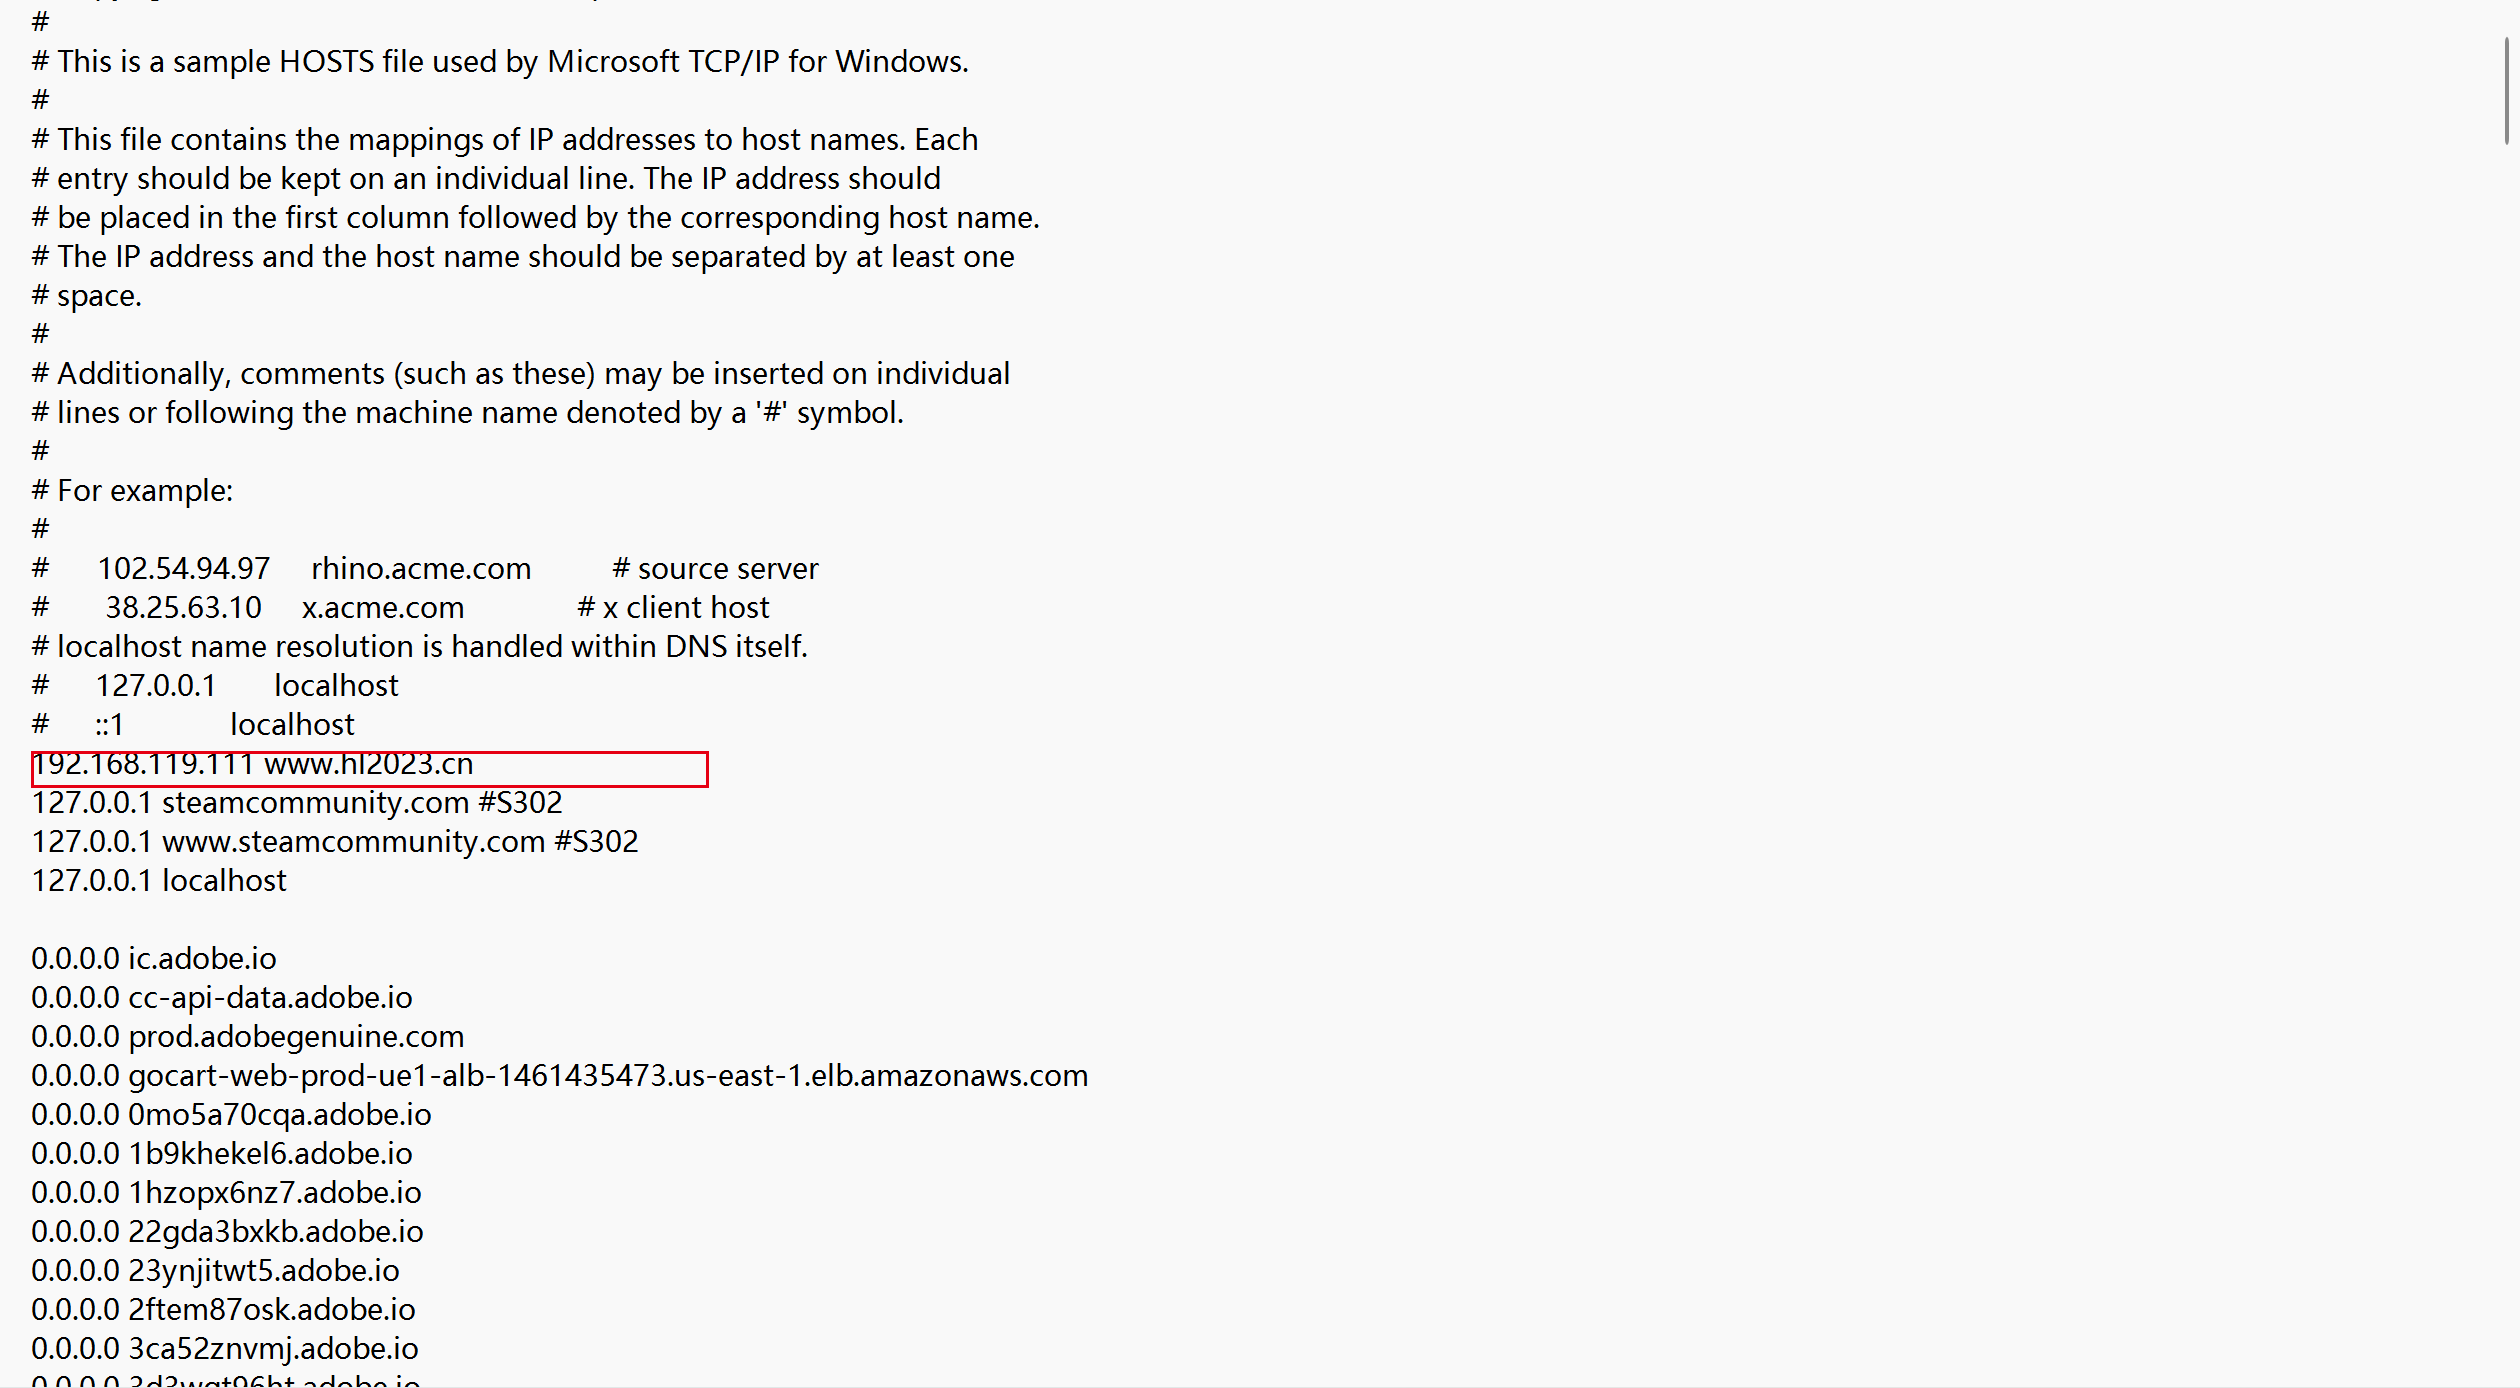 #
# This is a sample HOSTS file used by Microsoft TCP/IP for Windows.
#
# This file contains the mappings of IP addresses to host names. Each
# entry should be kept on an individual line. The IP address should
# be placed in the first column followed by the corresponding host name.
# The IP address and the host name should be separated by at least one
# space.
#
# Additionally, comments (such as these) may be inserted on individual
# lines or following the machine name denoted by a '#' symbol.
#
# For example:
#
#      102.54.94.97     rhino.acme.com          # source server
#       38.25.63.10     x.acme.com              # x client host
# localhost name resolution is handled within DNS itself.
#      127.0.0.1       localhost
#      ::1             localhost
192.168.119.111 www.hl2023.cn
127.0.0.1 steamcommunity.com #S302
127.0.0.1 www.steamcommunity.com #S302
127.0.0.1 localhost
0.0.0.0 ic.adobe.io
0.0.0.0 cc-api-data.adobe.io
0.0.0.0 prod.adobegenuine.com
0.0.0.0 gocart-web-prod-ue1-alb-1461435473.us-east-1.elb.amazonaws.com
0.0.0.0 0mo5a70cqa.adobe.io
0.0.0.0 1b9khekel6.adobe.io
0.0.0.0 1hzopx6nz7.adobe.io
0.0.0.0 22gda3bxkb.adobe.io
0.0.0.0 23ynjitwt5.adobe.io
0.0.0.0 2ftem87osk.adobe.io
0.0.0.0 3ca52znvmj.adobe.io
0.0.0.0 3d3wqt96ht.adobe.io